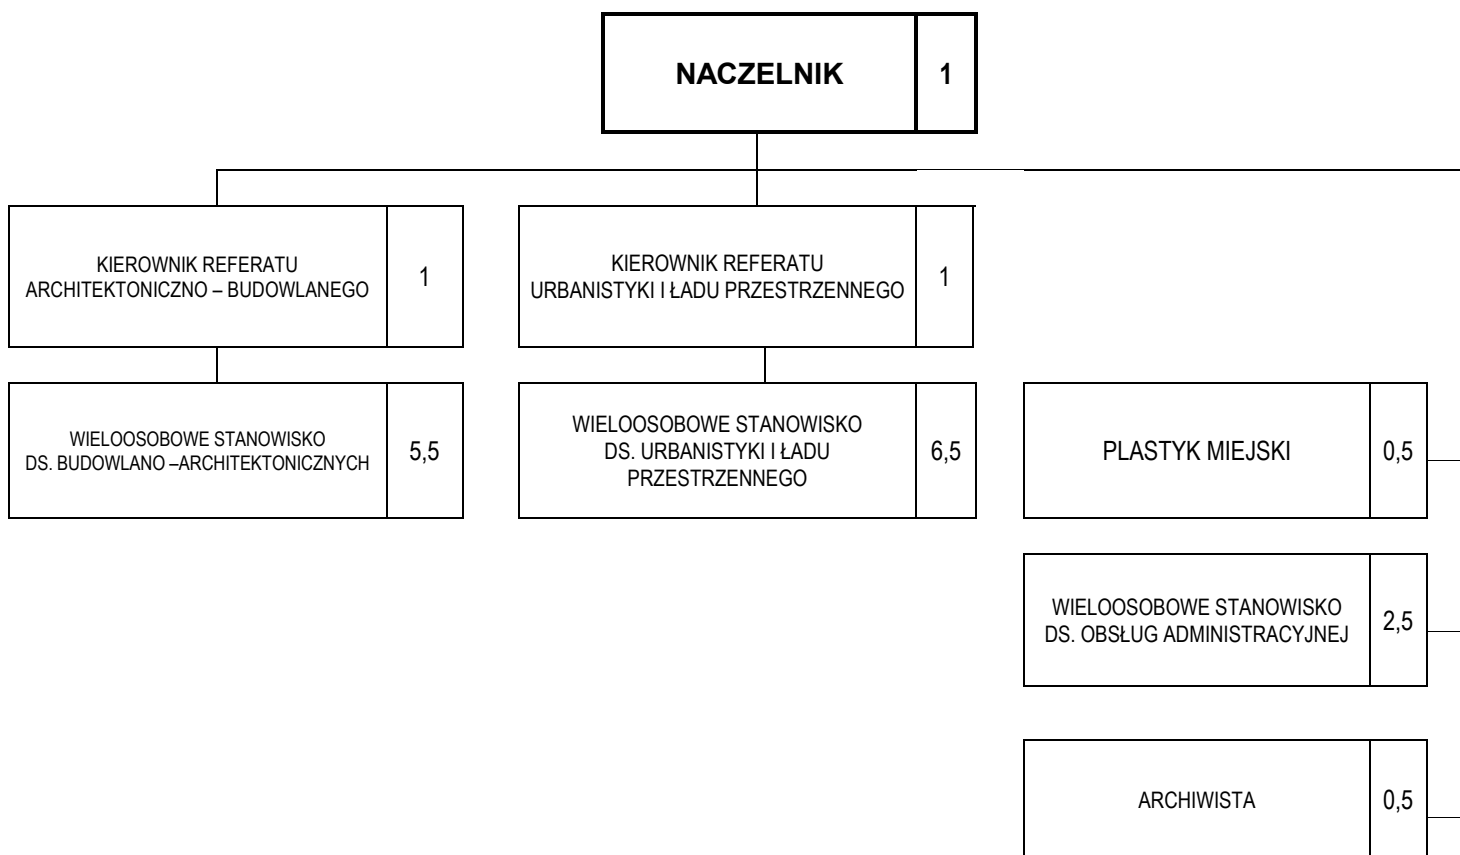 NACZELNIK
1
KIEROWNIK REFERATU
ARCHITEKTONICZNO – BUDOWLANEGO
1
KIEROWNIK REFERATU
URBANISTYKI I ŁADU PRZESTRZENNEGO
1
WIELOOSOBOWE STANOWISKO
DS. BUDOWLANO –ARCHITEKTONICZNYCH
5,5
WIELOOSOBOWE STANOWISKO
DS. URBANISTYKI I ŁADU
PRZESTRZENNEGO
6,5
PLASTYK MIEJSKI
0,5
WIELOOSOBOWE STANOWISKO
DS. OBSŁUG ADMINISTRACYJNEJ
2,5
ARCHIWISTA
0,5